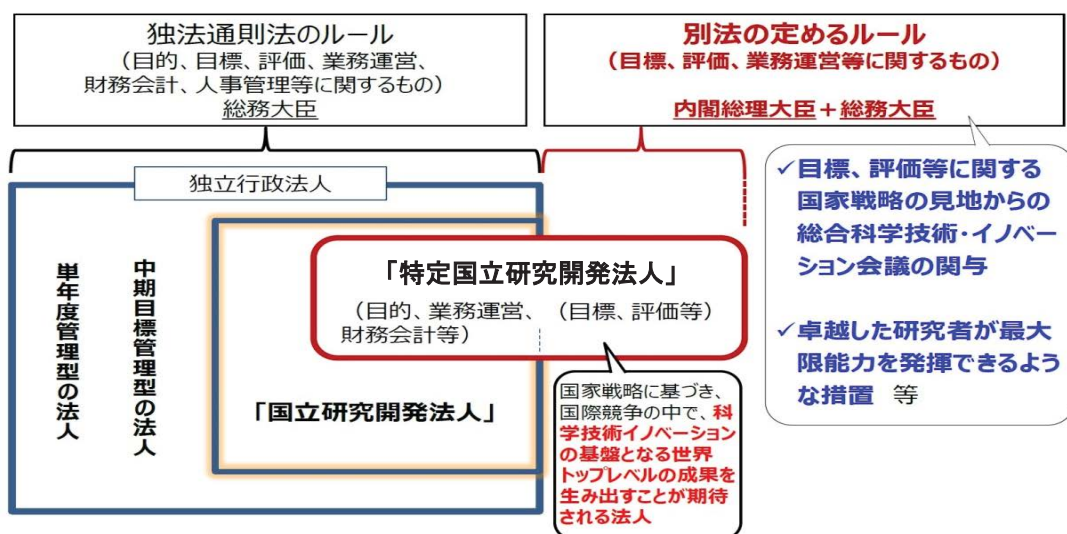 独法通則法のルール
（目的、目標、評価、業務運営、
財務会計、人事管理等に関するもの）
総務大臣
別法の定めるルール
（目標、評価、業務運営等に関するもの）
内閣総理大臣＋総務大臣
独立行政法人
単年度管理型の法人
中期目標管理型の法人
「国立研究開発法人」
「特定国立研究開発法人」
（目的、業務運営、
財務会計等）
（目標、評価等）
国家戦略に基づき、
国際競争の中で、科
学技術イノベーション
の基盤となる世界
トップレベルの成果を
生み出すことが期待
される法人
✓目標、評価等に関する
国家戦略の見地からの
総合科学技術・イノベー
ション会議の関与
✓卓越した研究者が最大
限能力を発揮できるよう
な措置 等